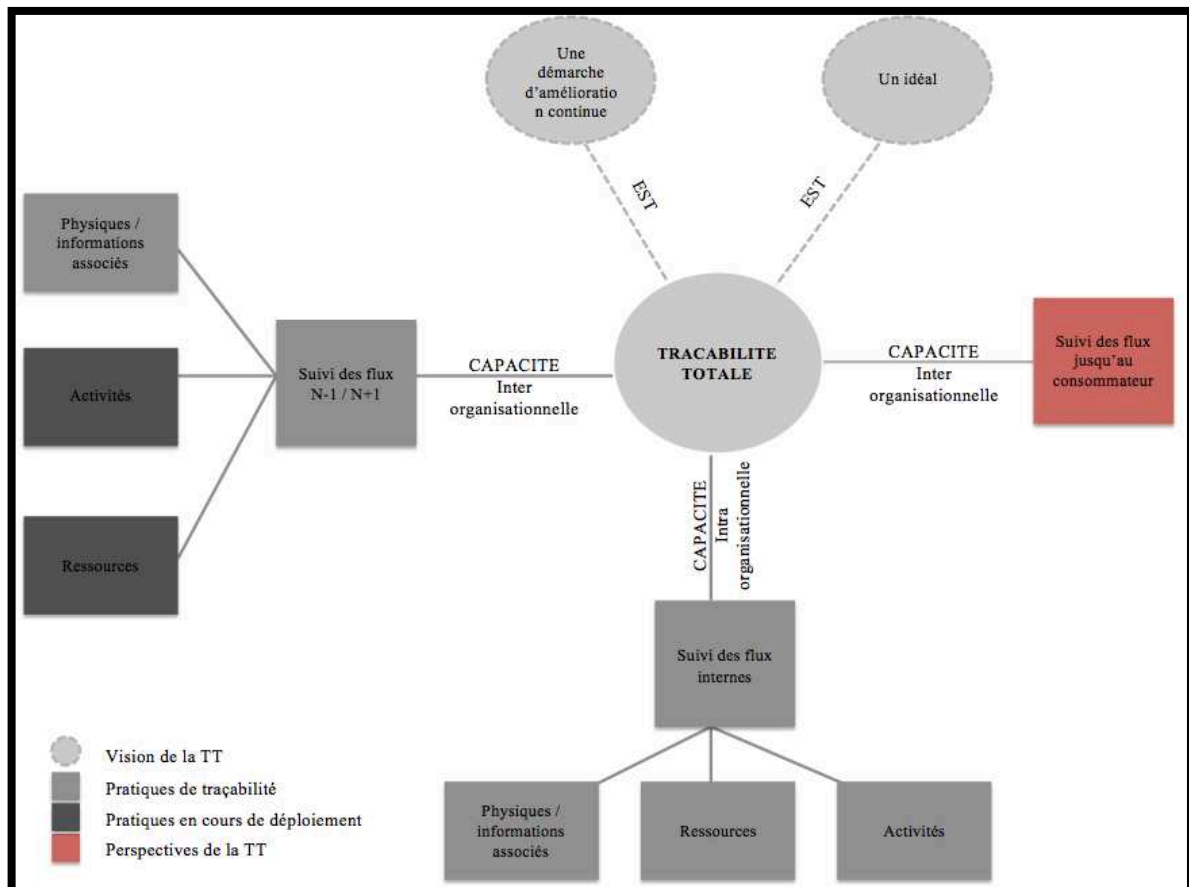 Une
démarche
d'amélioratio
n continue
Un idéal
EST
EST
Physiques /
informations
associés
Activités
Ressources
Suivi des flux
N-1 / N+1
CAPACITE
Inter
organisationnelle
TRACABILITE
TOTALE
CAPACITE
Inter
organisationnelle
Suivi des flux
jusqu'au
consommateur
CAPACITE
Intra
organisationnelle
Suivi des flux
internes
Physiques /
informations
associés
Ressources
Activités
Vision de la TT
Pratiques de traçabilité
Pratiques en cours de déploiement
Perspectives de la TT